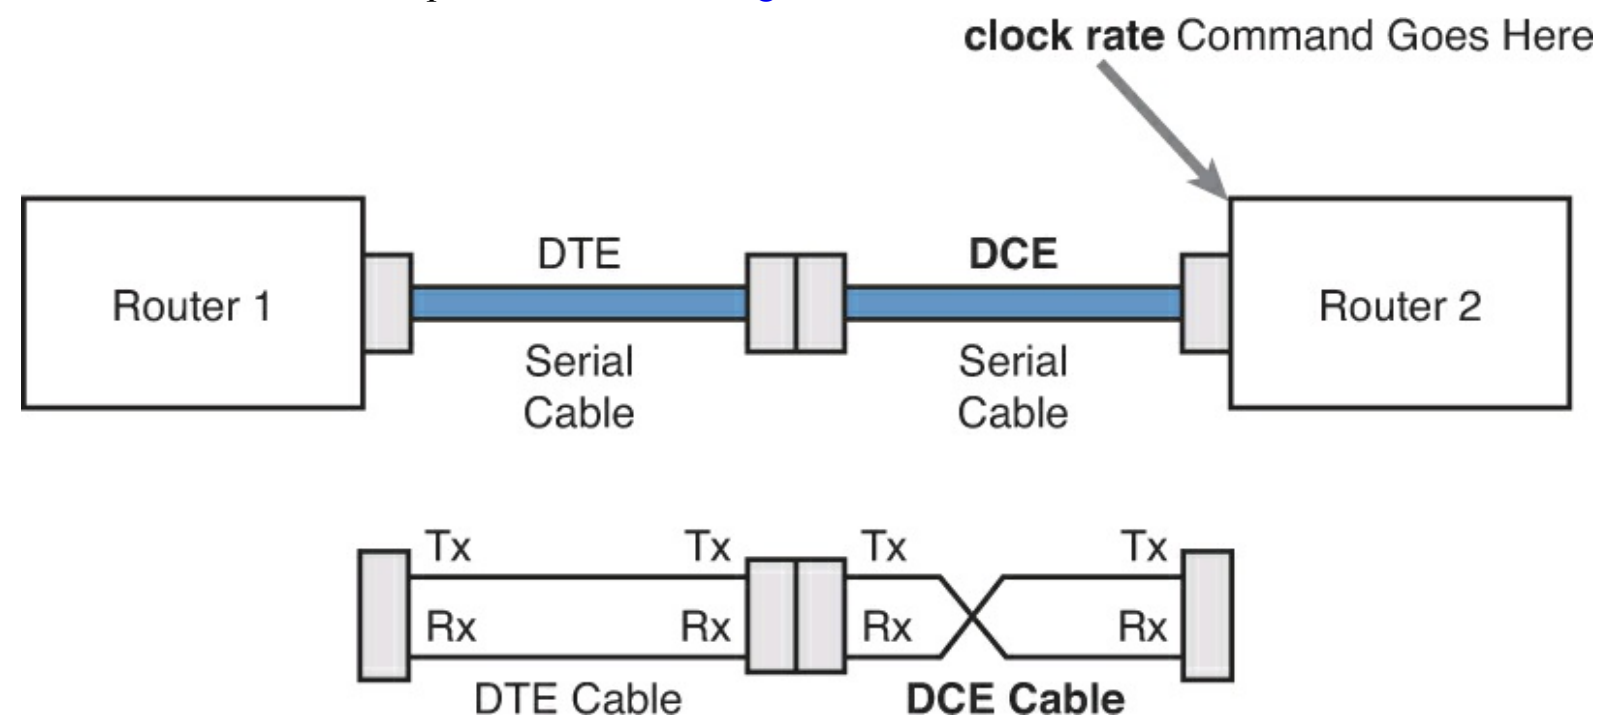 clock rate Command Goes Here
DTE
DCE
Router 1
Router 2
Serial
Cable
Serial
Cable
Tx
Tx
Tx
Tx
Rx
Rx
Rx
Rx
DTE Cable
DCE Cable